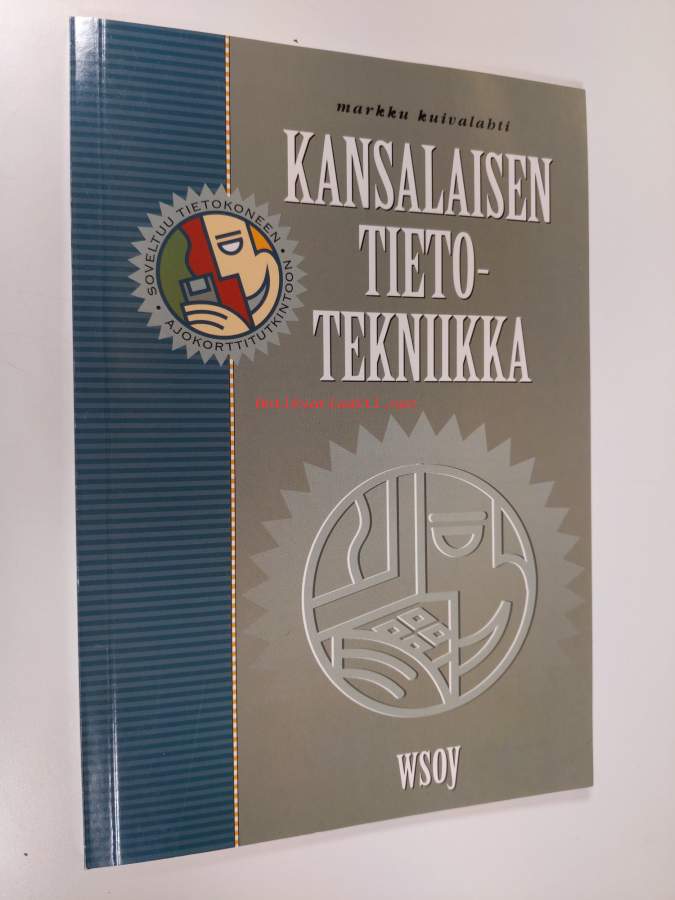 markku kuivalahti
KANSALAISEN
TIETO-
TEKNIIKKA
• SOVELTUU TIETOKONEEN •
AJOKORTTITUTKINTOON
wsoy